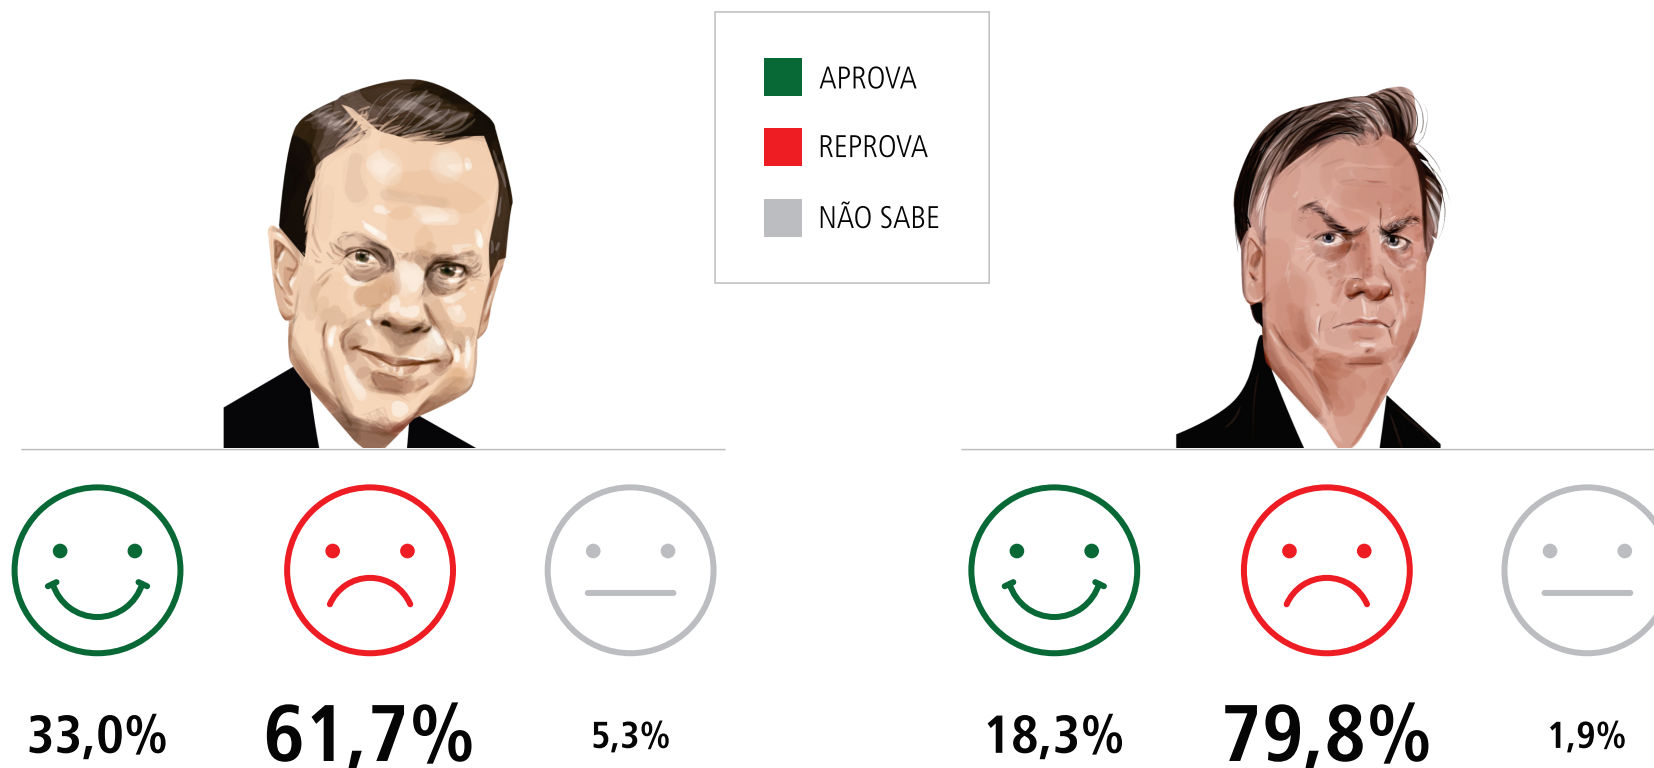 APROVA
REPROVA
NÃO SABE
33,0%
61,7%
5,3%
18,3%
79,8%
1,9%